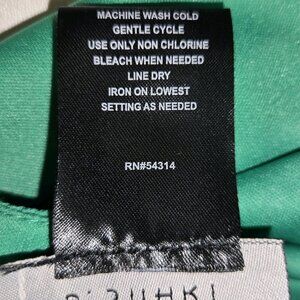 MACHINE WASH COLD
GENTLE CYCLE
USE ONLY NON CHLORINE
BLEACH WHEN NEEDED
LINE DRY
IRON ON LOWEST
SETTING AS NEEDED
RN#54314